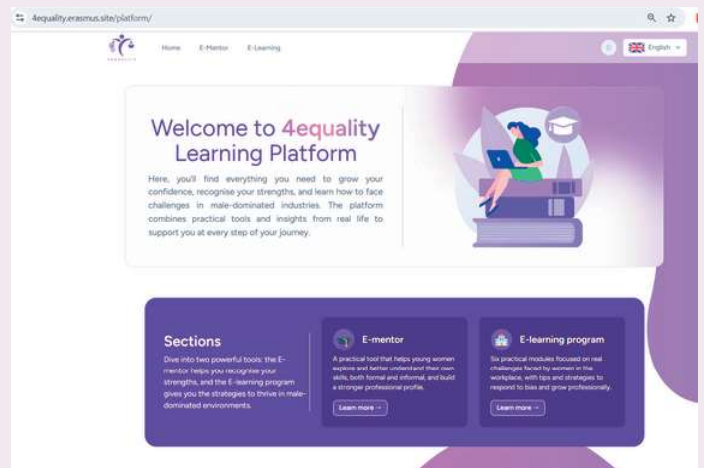 4equality.erasmus.site/platform/
Home E-Mentor E-Learning
English
Welcome to 4equality
Learning Platform
Here, you'll find everything you need to grow your
confidence, recognise your strengths, and learn how to face
challenges in male-dominated industries. The platform
combines practical tools and insights from real life to
support you at every step of your journey.
Sections
Dive into two powerful tools: the E-
mentor helps you recognise your
strengths, and the E-learning program
gives you the strategies to thrive in male-
dominated environments.
E-mentor
A practical tool that helps young women
explore and better understand their own
skills, both formal and informal, and build
a stronger professional profile.
Learn more →
E-learning program
Six practical modules focused on real
challenges faced by women in the
workplace, with tips and strategies to
respond to bias and grow professionally.
Learn more →